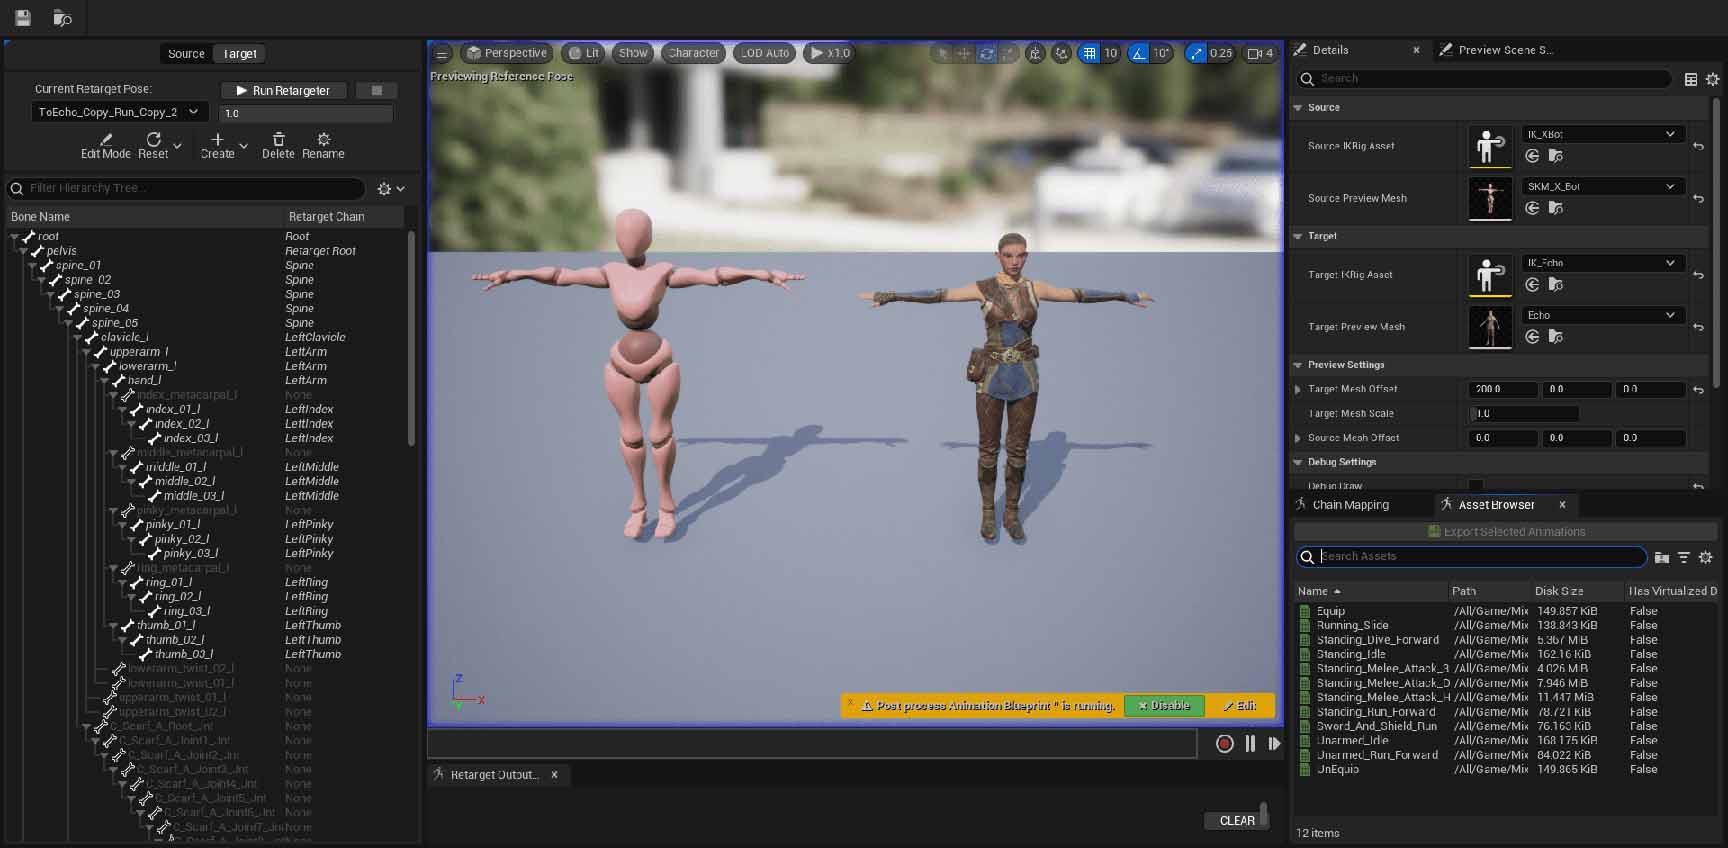 Source Target
Current Retarget Pose: Run Retargeter
ToEcho_Copy_Run_Copy_2 1.0
Edit Mode Reset Create Delete Rename
Filter Hierarchy Tree...
Bone Name Retarget Chain
root Root
pelvis Retarget Root
spine_01 Spine
spine_02 Spine
spine_03 Spine
spine_04 Spine
spine_05 Spine
clavicle_l LeftClavicle
upperarm_l LeftArm
lowerarm_l LeftArm
hand_l LeftArm
index_metacarpal_l None
index_01_l LeftIndex
index_02_l LeftIndex
index_03_l LeftIndex
middle_metacarpal_l None
middle_01_l LeftMiddle
middle_02_l LeftMiddle
middle_03_l LeftMiddle
pinky_metacarpal_l None
pinky_01_l LeftPinky
pinky_02_l LeftPinky
pinky_03_l LeftPinky
ring_metacarpal_l None
ring_01_l LeftRing
ring_02_l LeftRing
ring_03_l LeftRing
thumb_01_l LeftThumb
thumb_02_l LeftThumb
thumb_03_l LeftThumb
lowerarm_twist_02_l None
lowerarm_twist_01_l None
upperarm_twist_01_l None
upperarm_twist_02_l None
C_Scarf_A_Root_Jnt None
C_Scarf_A_Joint1_Jnt None
C_Scarf_A_Joint2_Jnt None
C_Scarf_A_Joint3_Jnt None
C_Scarf_A_Joint4_Jnt None
C_Scarf_A_Joint5_Jnt None
C_Scarf_A_Joint6_Jnt None
C_Scarf_A_Joint7_Jnt None
Perspective Lit Show Character LOD Auto x1.0 10 10° 0.25 4
Previewing Reference Pose
Z
X
Y
Post process Animation Blueprint '' is running. Disable Edit
Retarget Output...
CLEAR
Details Preview Scene S...
Search
Source
Source IKRig Asset IK_XBot
Source Preview Mesh SKM_X_Bot
Target
Target IKRig Asset IK_Echo
Target Preview Mesh Echo
Preview Settings
Target Mesh Offset 200.0 0.0 0.0
Target Mesh Scale 1.0
Source Mesh Offset 0.0 0.0 0.0
Debug Settings
Debug Draw
Chain Mapping Asset Browser
Export Selected Animations
Search Assets
Name Path Disk Size Has Virtualized D
Equip /All/Game/Mix 149.857 KiB False
Running_Slide /All/Game/Mix 138.843 KiB False
Standing_Dive_Forward /All/Game/Mix 5.367 MiB False
Standing_Idle /All/Game/Mix 162.16 KiB False
Standing_Melee_Attack_3 /All/Game/Mix 4.026 MiB False
Standing_Melee_Attack_D /All/Game/Mix 7.946 MiB False
Standing_Melee_Attack_H /All/Game/Mix 11.447 MiB False
Standing_Run_Forward /All/Game/Mix 78.721 KiB False
Sword_And_Shield_Run /All/Game/Mix 76.163 KiB False
Unarmed_Idle /All/Game/Mix 168.175 KiB False
Unarmed_Run_Forward /All/Game/Mix 84.022 KiB False
UnEquip /All/Game/Mix 149.865 KiB False
12 items